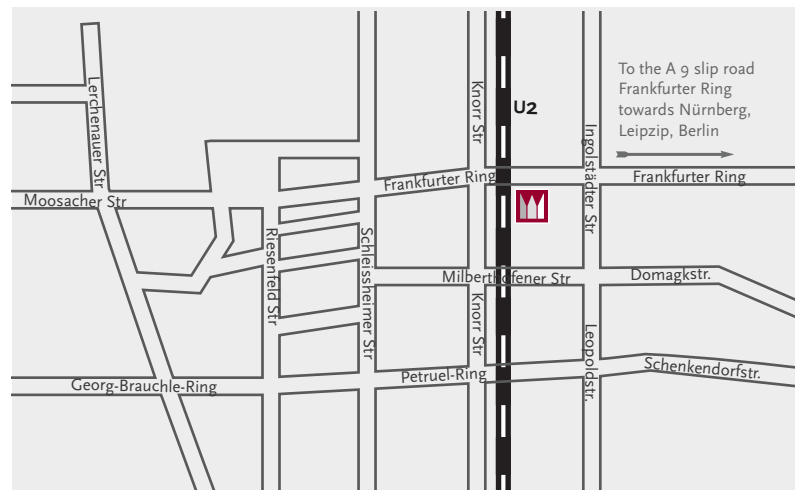 To the A 9 slip road
Frankfurter Ring
towards Nürnberg,
Leipzip, Berlin
Lerchenauer Str
Knorr Str
U2
Ingolstädter Str
Frankfurter Ring
Frankfurter Ring
Moosacher Str
Riesenfeld Str
Schleissheimer Str
Milberthofener Str
Domagkstr.
Knorr Str
Leopoldstr.
Petruel-Ring
Schenkendorfstr.
Georg-Brauchle-Ring